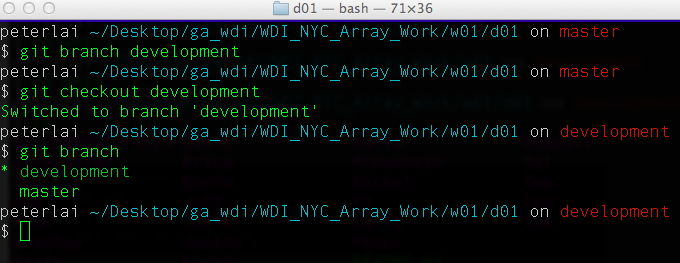 d01 — bash — 71×36
peterlai ~/Desktop/ga_wdi/WDI_NYC_Array_Work/w01/d01 on master
$ git branch development
peterlai ~/Desktop/ga_wdi/WDI_NYC_Array_Work/w01/d01 on master
$ git checkout development
Switched to branch 'development'
peterlai ~/Desktop/ga_wdi/WDI_NYC_Array_Work/w01/d01 on development
$ git branch
* development
  master
peterlai ~/Desktop/ga_wdi/WDI_NYC_Array_Work/w01/d01 on development
$